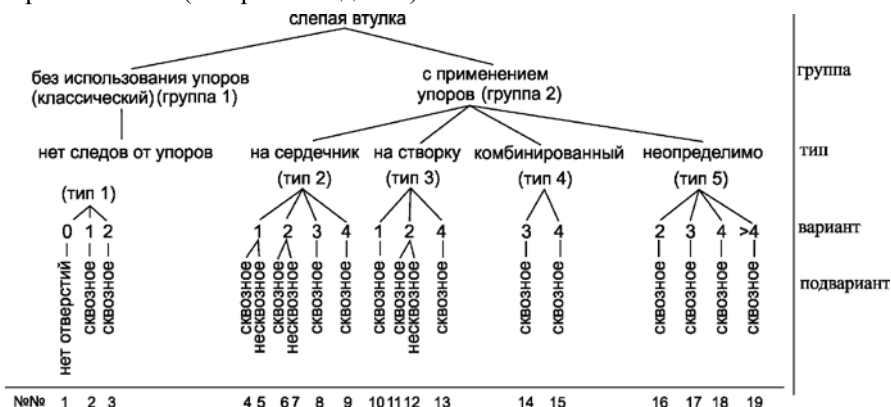 слепая втулка
без использования упоров
(классический) (группа 1)
с применением
упоров (группа 2)
группа
нет следов от упоров
на сердечник
на створку
комбинированный
неопределимо
тип
(тип 1)
(тип 2)
(тип 3)
(тип 4)
(тип 5)
0 1 2
1 2 3 4
1 2 4
3 4
2 3 4 >4
вариант
нет отверстий
сквозное
сквозное
сквозное
несквозное
сквозное
несквозное
сквозное
сквозное
сквозное
сквозное
несквозное
сквозное
сквозное
сквозное
сквозное
сквозное
сквозное
сквозное
подвариант
№№ 1 2 3 4 5 6 7 8 9 10 11 12 13 14 15 16 17 18 19